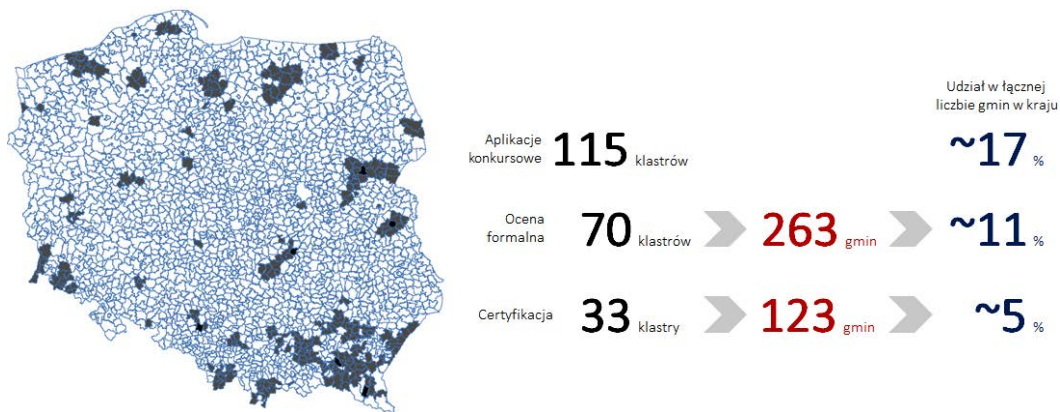 Udział w łącznej
liczbie gmin w kraju
Aplikacje
konkursowe 115 klastrów ~17 %
Ocena
formalna 70 klastrów 263 gmin ~11 %
Certyfikacja 33 klastry 123 gmin ~5 %